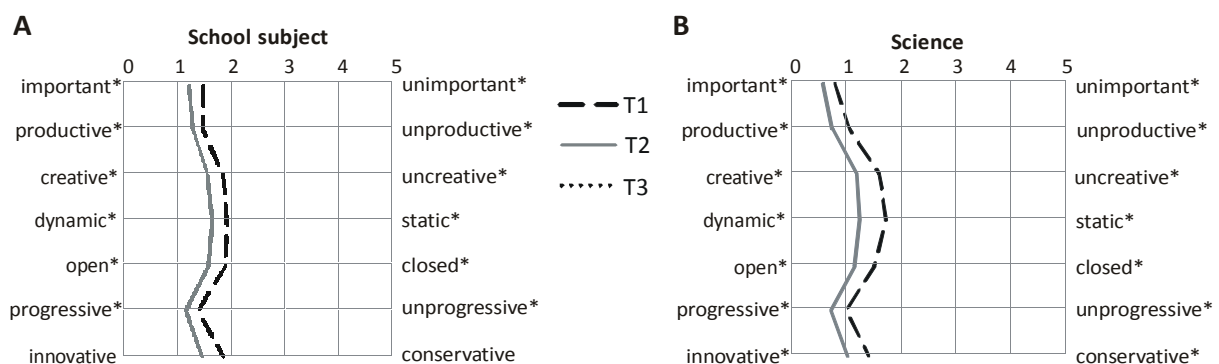 A
School subject
0 1 2 3 4 5
important* unimportant*
productive* unproductive*
creative* uncreative*
dynamic* static*
open* closed*
progressive* unprogressive*
innovative conservative
T1
T2
T3
B
Science
0 1 2 3 4 5
important* unimportant*
productive* unproductive*
creative* uncreative*
dynamic* static*
open* closed*
progressive* unprogressive*
innovative* conservative*